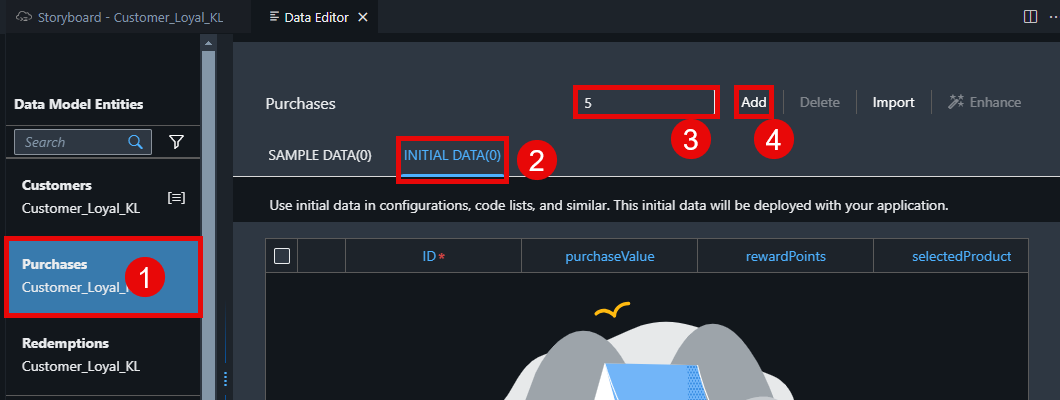 Storyboard - Customer_Loyal_KL
Data Editor
Data Model Entities
Search
Customers
Customer_Loyal_KL
Purchases
Customer_Loyal_
1
Redemptions
Customer_Loyal_KL
Purchases
5
Add
Delete
Import
Enhance
3
4
SAMPLE DATA(0)
INITIAL DATA(0)
2
Use initial data in configurations, code lists, and similar. This initial data will be deployed with your application.
ID*
purchaseValue
rewardPoints
selectedProduct